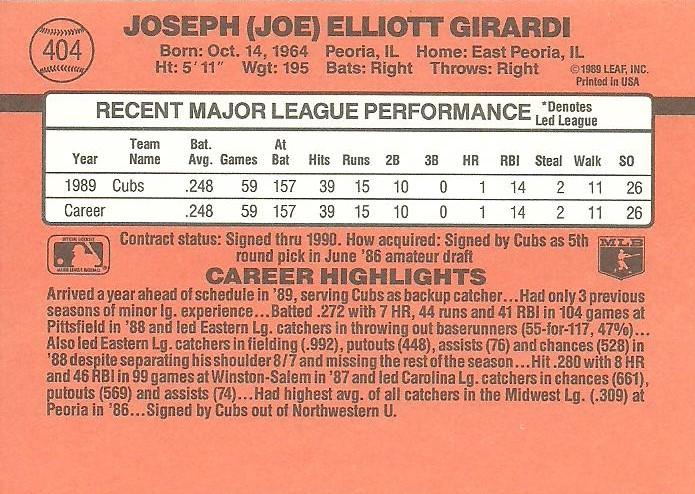 404
JOSEPH (JOE) ELLIOTT GIRARDI
Born: Oct. 14, 1964 Peoria, IL Home: East Peoria, IL
Ht: 5' 11" Wgt: 195 Bats: Right Throws: Right
©1989 LEAF, INC.
Printed in USA
RECENT MAJOR LEAGUE PERFORMANCE *Denotes Led League
Year Team Name Bat. Avg. Games At Bat Hits Runs 2B 3B HR RBI Steal Walk SO
1989 Cubs .248 59 157 39 15 10 0 1 14 2 11 26
Career .248 59 157 39 15 10 0 1 14 2 11 26
Contract status: Signed thru 1990. How acquired: Signed by Cubs as 5th
round pick in June '86 amateur draft
MLB
CAREER HIGHLIGHTS
Arrived a year ahead of schedule in '89, serving Cubs as backup catcher...Had only 3 previous
seasons of minor lg. experience...Batted .272 with 7 HR, 44 runs and 41 RBI in 104 games at
Pittsfield in '88 and led Eastern Lg. catchers in throwing out baserunners (55-for-117, 47%)...
Also led Eastern Lg. catchers in fielding (.992), putouts (448), assists (76) and chances (528) in
'88 despite separating his shoulder 8/7 and missing the rest of the season...Hit .280 with 8 HR
and 46 RBI in 99 games at Winston-Salem in '87 and led Carolina Lg. catchers in chances (661),
putouts (569) and assists (74)...Had highest avg. of all catchers in the Midwest Lg. (.309) at
Peoria in '86...Signed by Cubs out of Northwestern U.